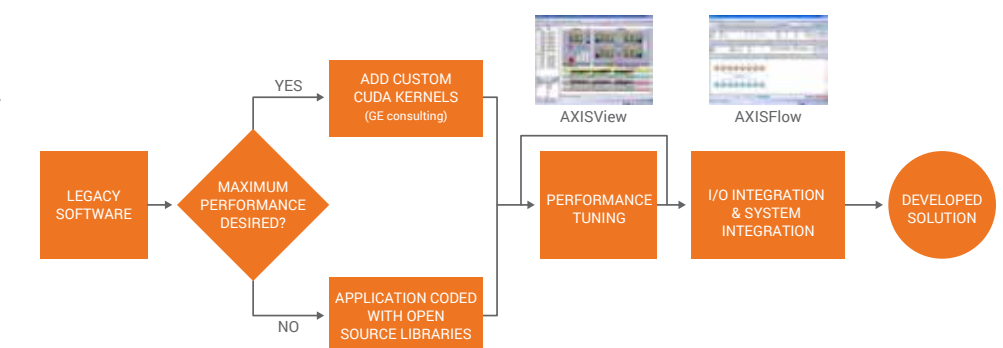 LEGACY
SOFTWARE
MAXIMUM
PERFORMANCE
DESIRED?
YES
ADD CUSTOM
CUDA KERNELS
(GE consulting)
NO
APPLICATION CODED
WITH OPEN
SOURCE LIBRARIES
AXISView
PERFORMANCE
TUNING
AXISFlow
I/O INTEGRATION
& SYSTEM
INTEGRATION
DEVELOPED
SOLUTION